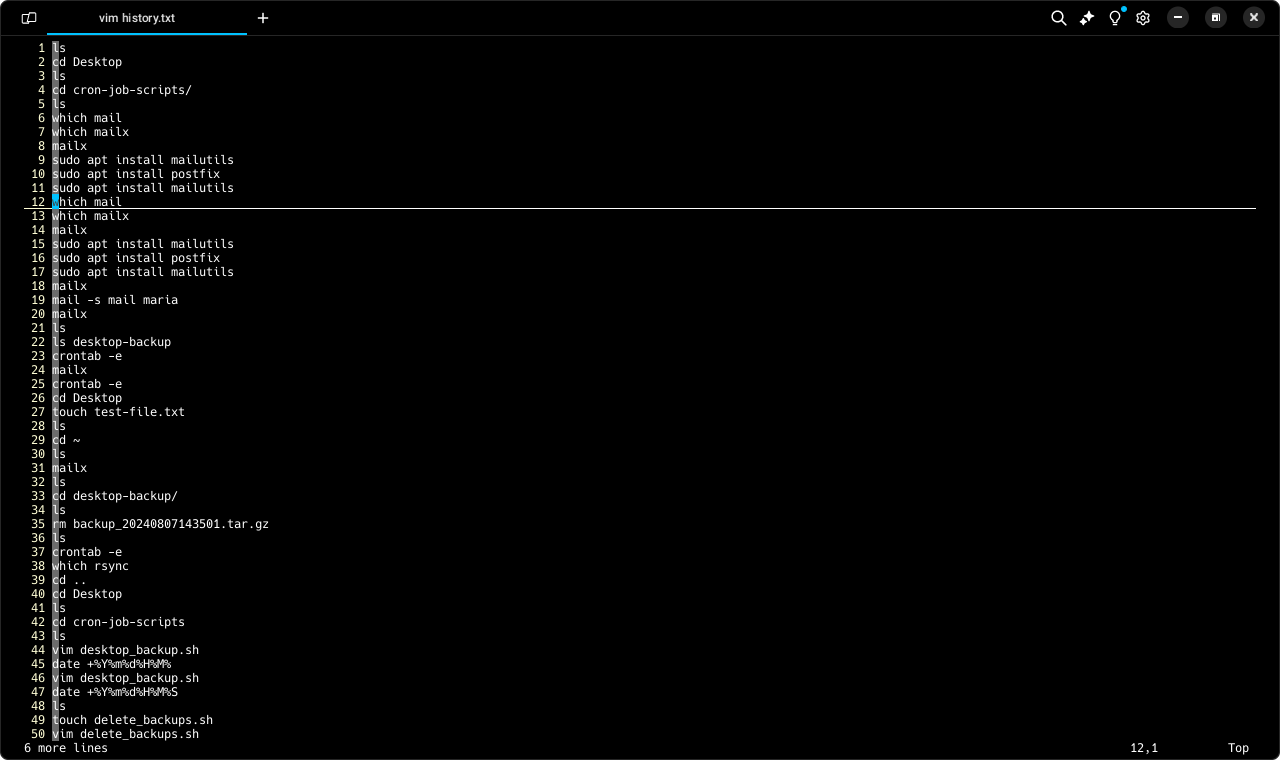 vim history.txt
1 ls
2 cd Desktop
3 ls
4 cd cron-job-scripts/
5 ls
6 which mail
7 which mailx
8 mailx
9 sudo apt install mailutils
10 sudo apt install postfix
11 sudo apt install mailutils
12 which mail
13 which mailx
14 mailx
15 sudo apt install mailutils
16 sudo apt install postfix
17 sudo apt install mailutils
18 mailx
19 mail -s mail maria
20 mailx
21 ls
22 ls desktop-backup
23 crontab -e
24 mailx
25 crontab -e
26 cd Desktop
27 touch test-file.txt
28 ls
29 cd ~
30 ls
31 mailx
32 ls
33 cd desktop-backup/
34 ls
35 rm backup_20240807143501.tar.gz
36 ls
37 crontab -e
38 which rsync
39 cd ..
40 cd Desktop
41 ls
42 cd cron-job-scripts
43 ls
44 vim desktop_backup.sh
45 date +%Y%m%d%H%M%
46 vim desktop_backup.sh
47 date +%Y%m%d%H%M%S
48 ls
49 touch delete_backups.sh
50 vim delete_backups.sh
6 more lines 12,1 Top